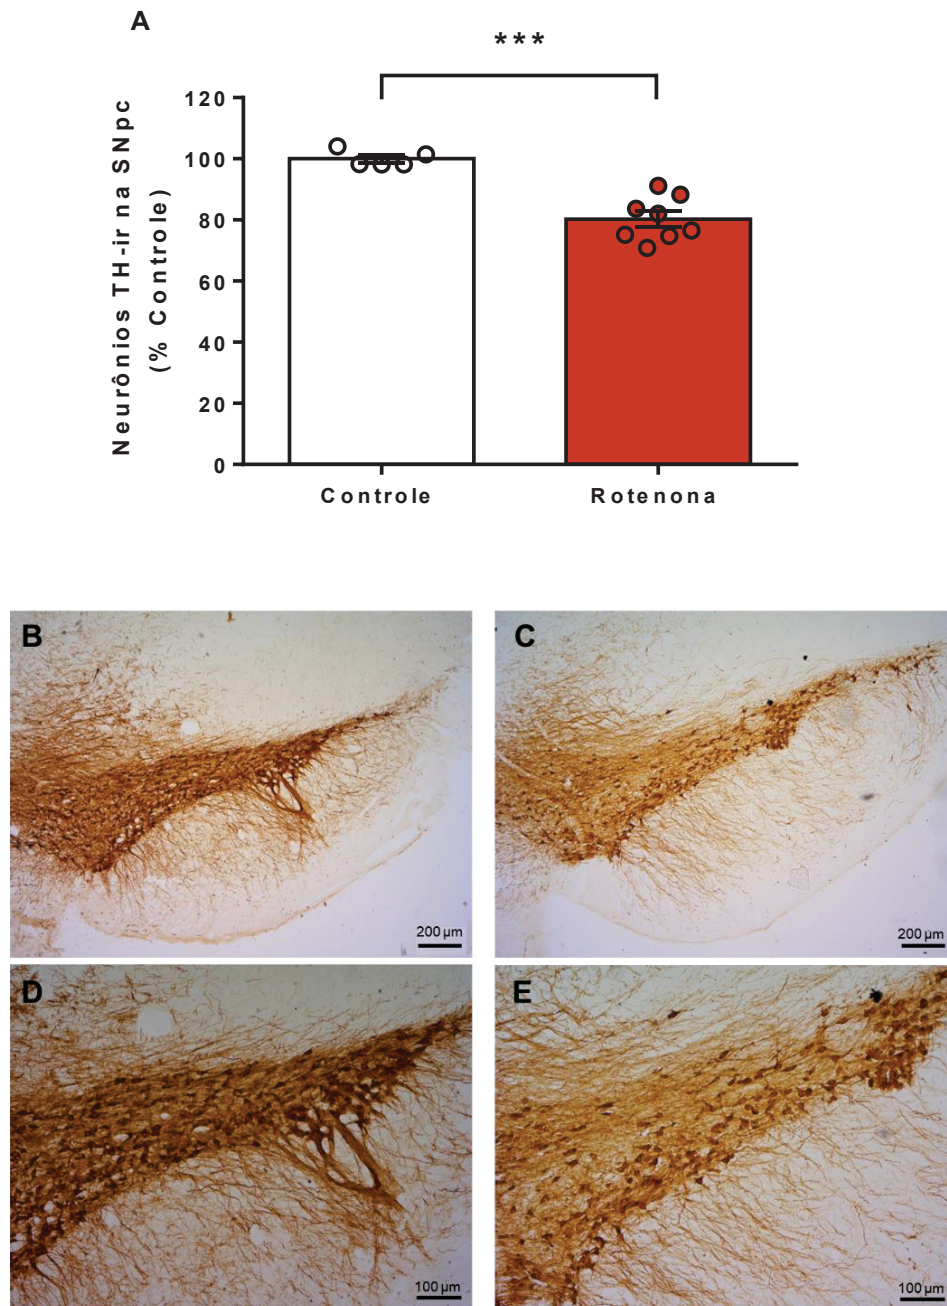 A
***
Neurônios TH-ir na SNpc
(% Controle)
120
100
80
60
40
20
0
Controle
Rotenona
B
200 µm
C
200 µm
D
100 µm
E
100 µm